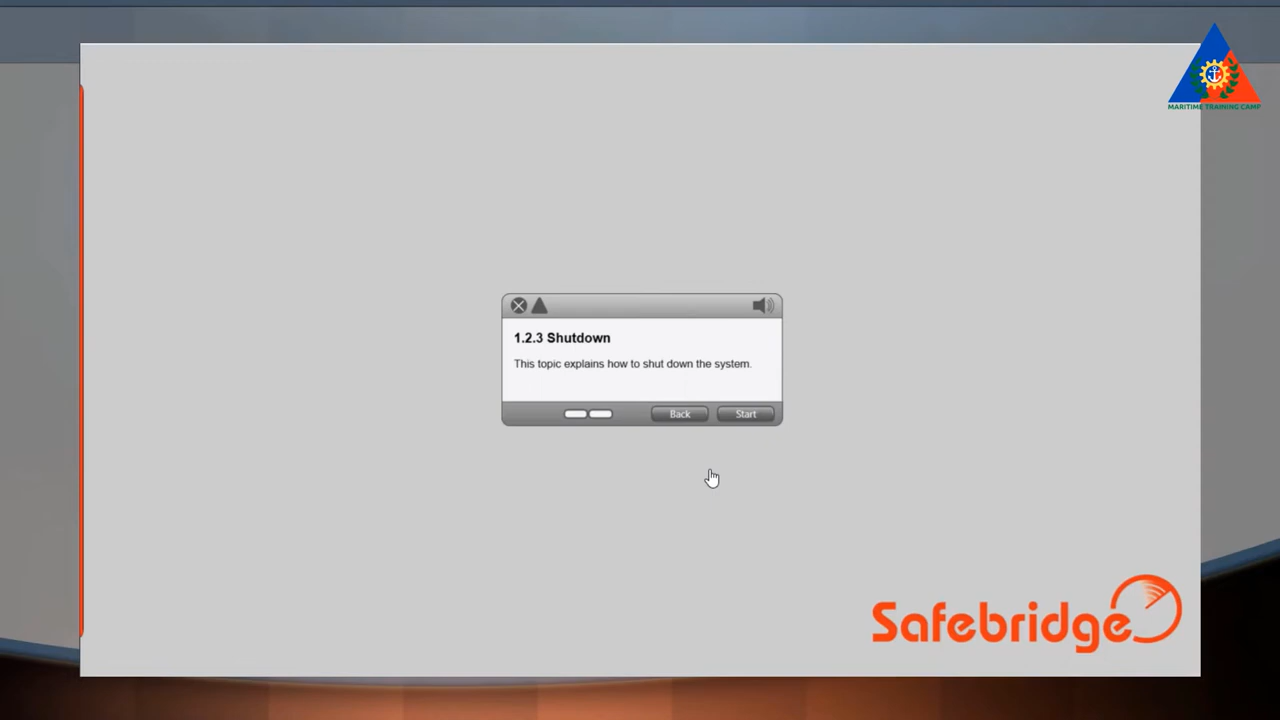 MARITIME TRAINING CAMP
1.2.3 Shutdown
This topic explains how to shut down the system.
Back
Start
Safebridge